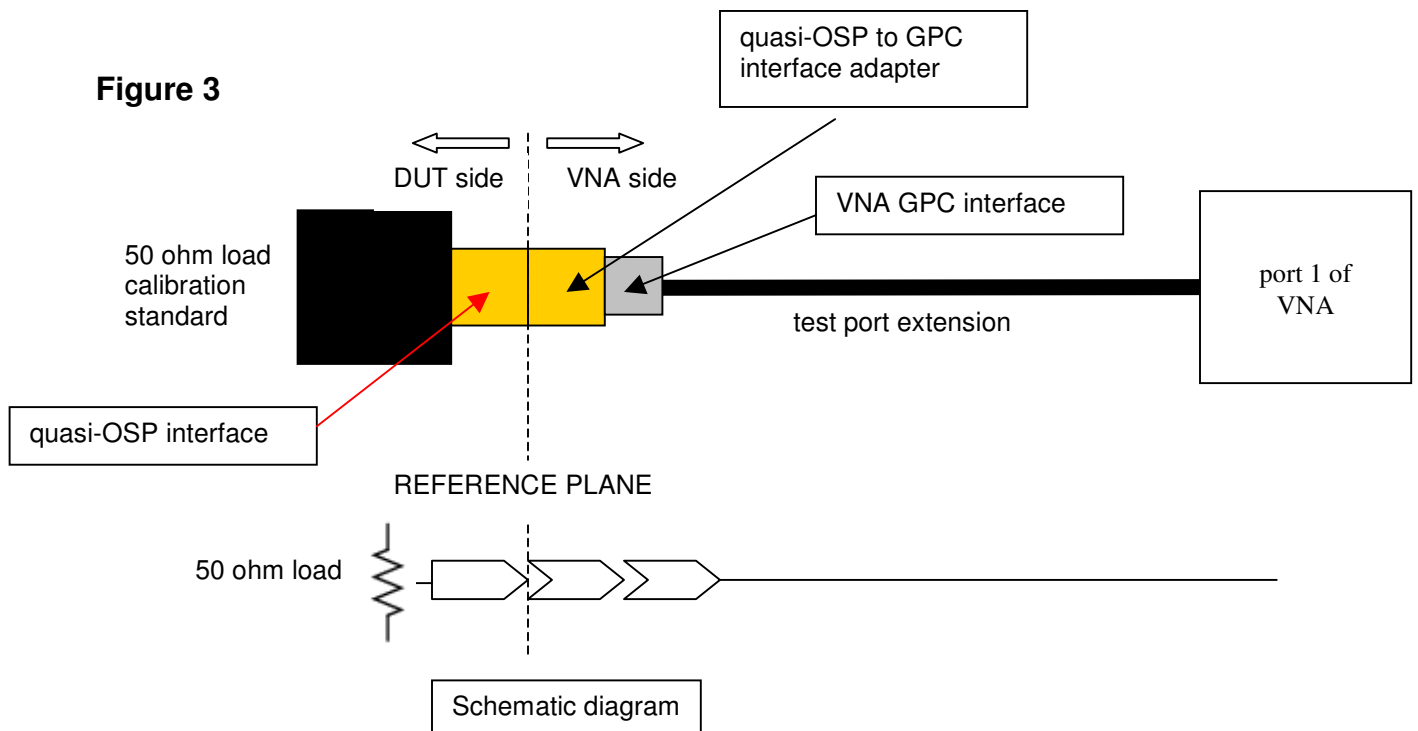 Figure 3
quasi-OSP to GPC
interface adapter
DUT side
VNA side
VNA GPC interface
50 ohm load
calibration
standard
port 1 of
VNA
test port extension
quasi-OSP interface
REFERENCE PLANE
50 ohm load
Schematic diagram